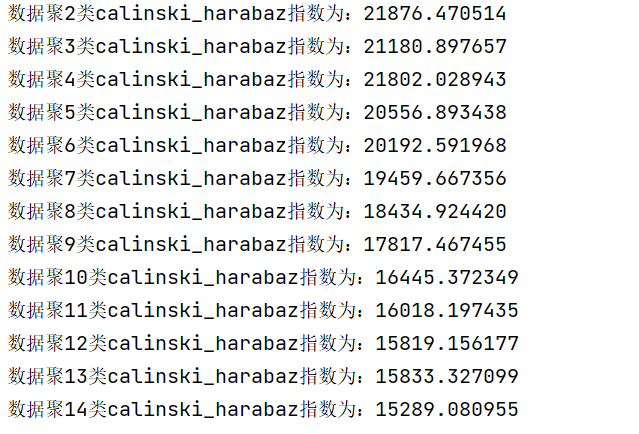 数据聚2类calinski_harabaz指数为：21876.470514
数据聚3类calinski_harabaz指数为：21180.897657
数据聚4类calinski_harabaz指数为：21802.028943
数据聚5类calinski_harabaz指数为：20556.893438
数据聚6类calinski_harabaz指数为：20192.591968
数据聚7类calinski_harabaz指数为：19459.667356
数据聚8类calinski_harabaz指数为：18434.924420
数据聚9类calinski_harabaz指数为：17817.467455
数据聚10类calinski_harabaz指数为：16445.372349
数据聚11类calinski_harabaz指数为：16018.197435
数据聚12类calinski_harabaz指数为：15819.156177
数据聚13类calinski_harabaz指数为：15833.327099
数据聚14类calinski_harabaz指数为：15289.080955